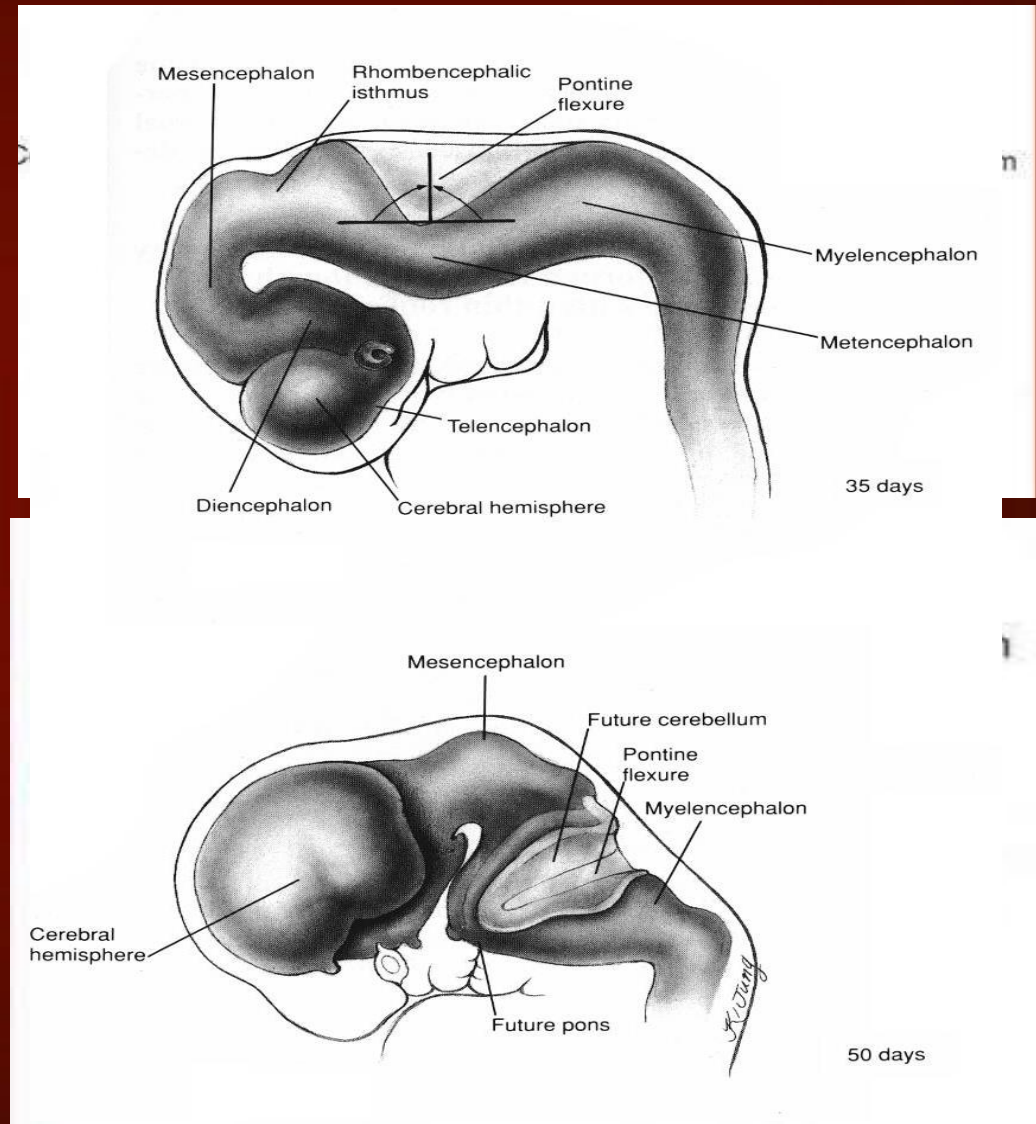 Mesencephalon
Rhombencephalic
isthmus
Pontine
flexure
Myelencephalon
Metencephalon
Telencephalon
Diencephalon
Cerebral hemisphere
35 days
Mesencephalon
Future cerebellum
Pontine
flexure
Myelencephalon
Cerebral
hemisphere
Future pons
50 days